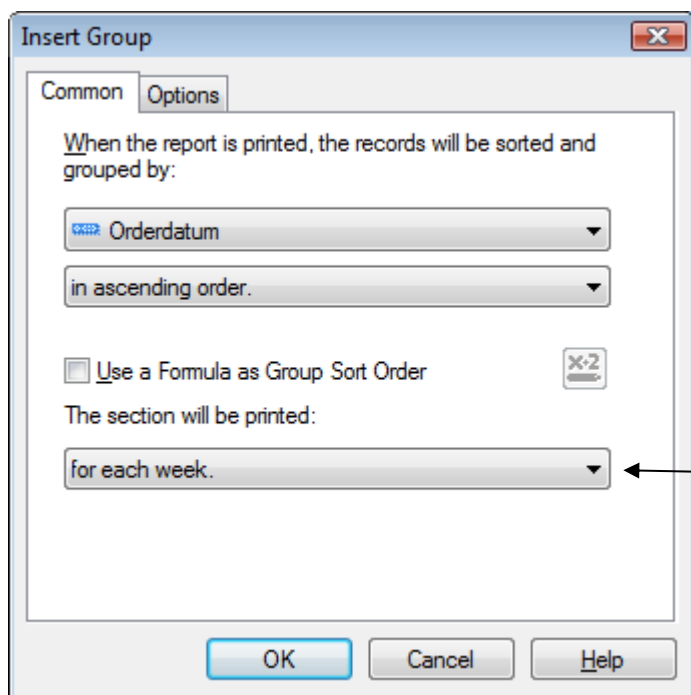 Insert Group
Common Options
When the report is printed, the records will be sorted and
grouped by:
Orderdatum
in ascending order.
Use a Formula as Group Sort Order
X+2
The section will be printed:
for each week.
OK Cancel Help